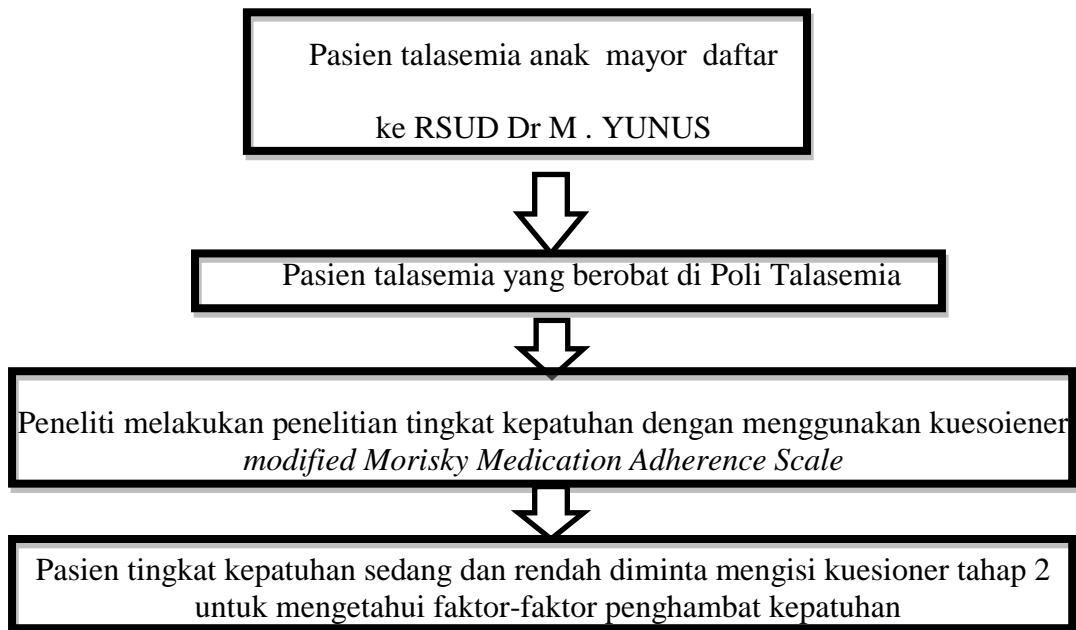 Pasien talasemia anak mayor daftar
ke RSUD Dr M . YUNUS
Pasien talasemia yang berobat di Poli Talasemia
Peneliti melakukan penelitian tingkat kepatuhan dengan menggunakan kuesoiener
modified Morisky Medication Adherence Scale
Pasien tingkat kepatuhan sedang dan rendah diminta mengisi kuesioner tahap 2
untuk mengetahui faktor-faktor penghambat kepatuhan